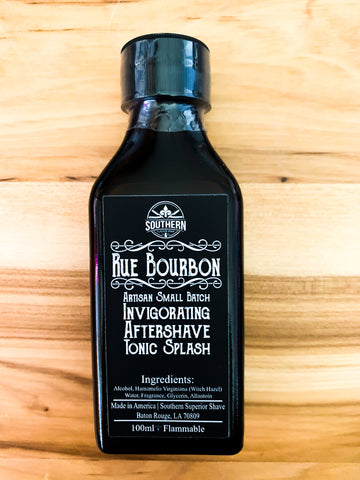 SOUTHERN
RUE BOURBON
ARTISAN SMALL BATCH
INVIGORATING
AFTERSHAVE
TONIC SPLASH
Ingredients:
Alcohol, Hamamelis Virginiana (Witch Hazel)
Water, Fragrance, Glycerin, Allantoin
Made in America | Southern Superior Shave
Baton Rouge, LA 70809
100ml | Flammable